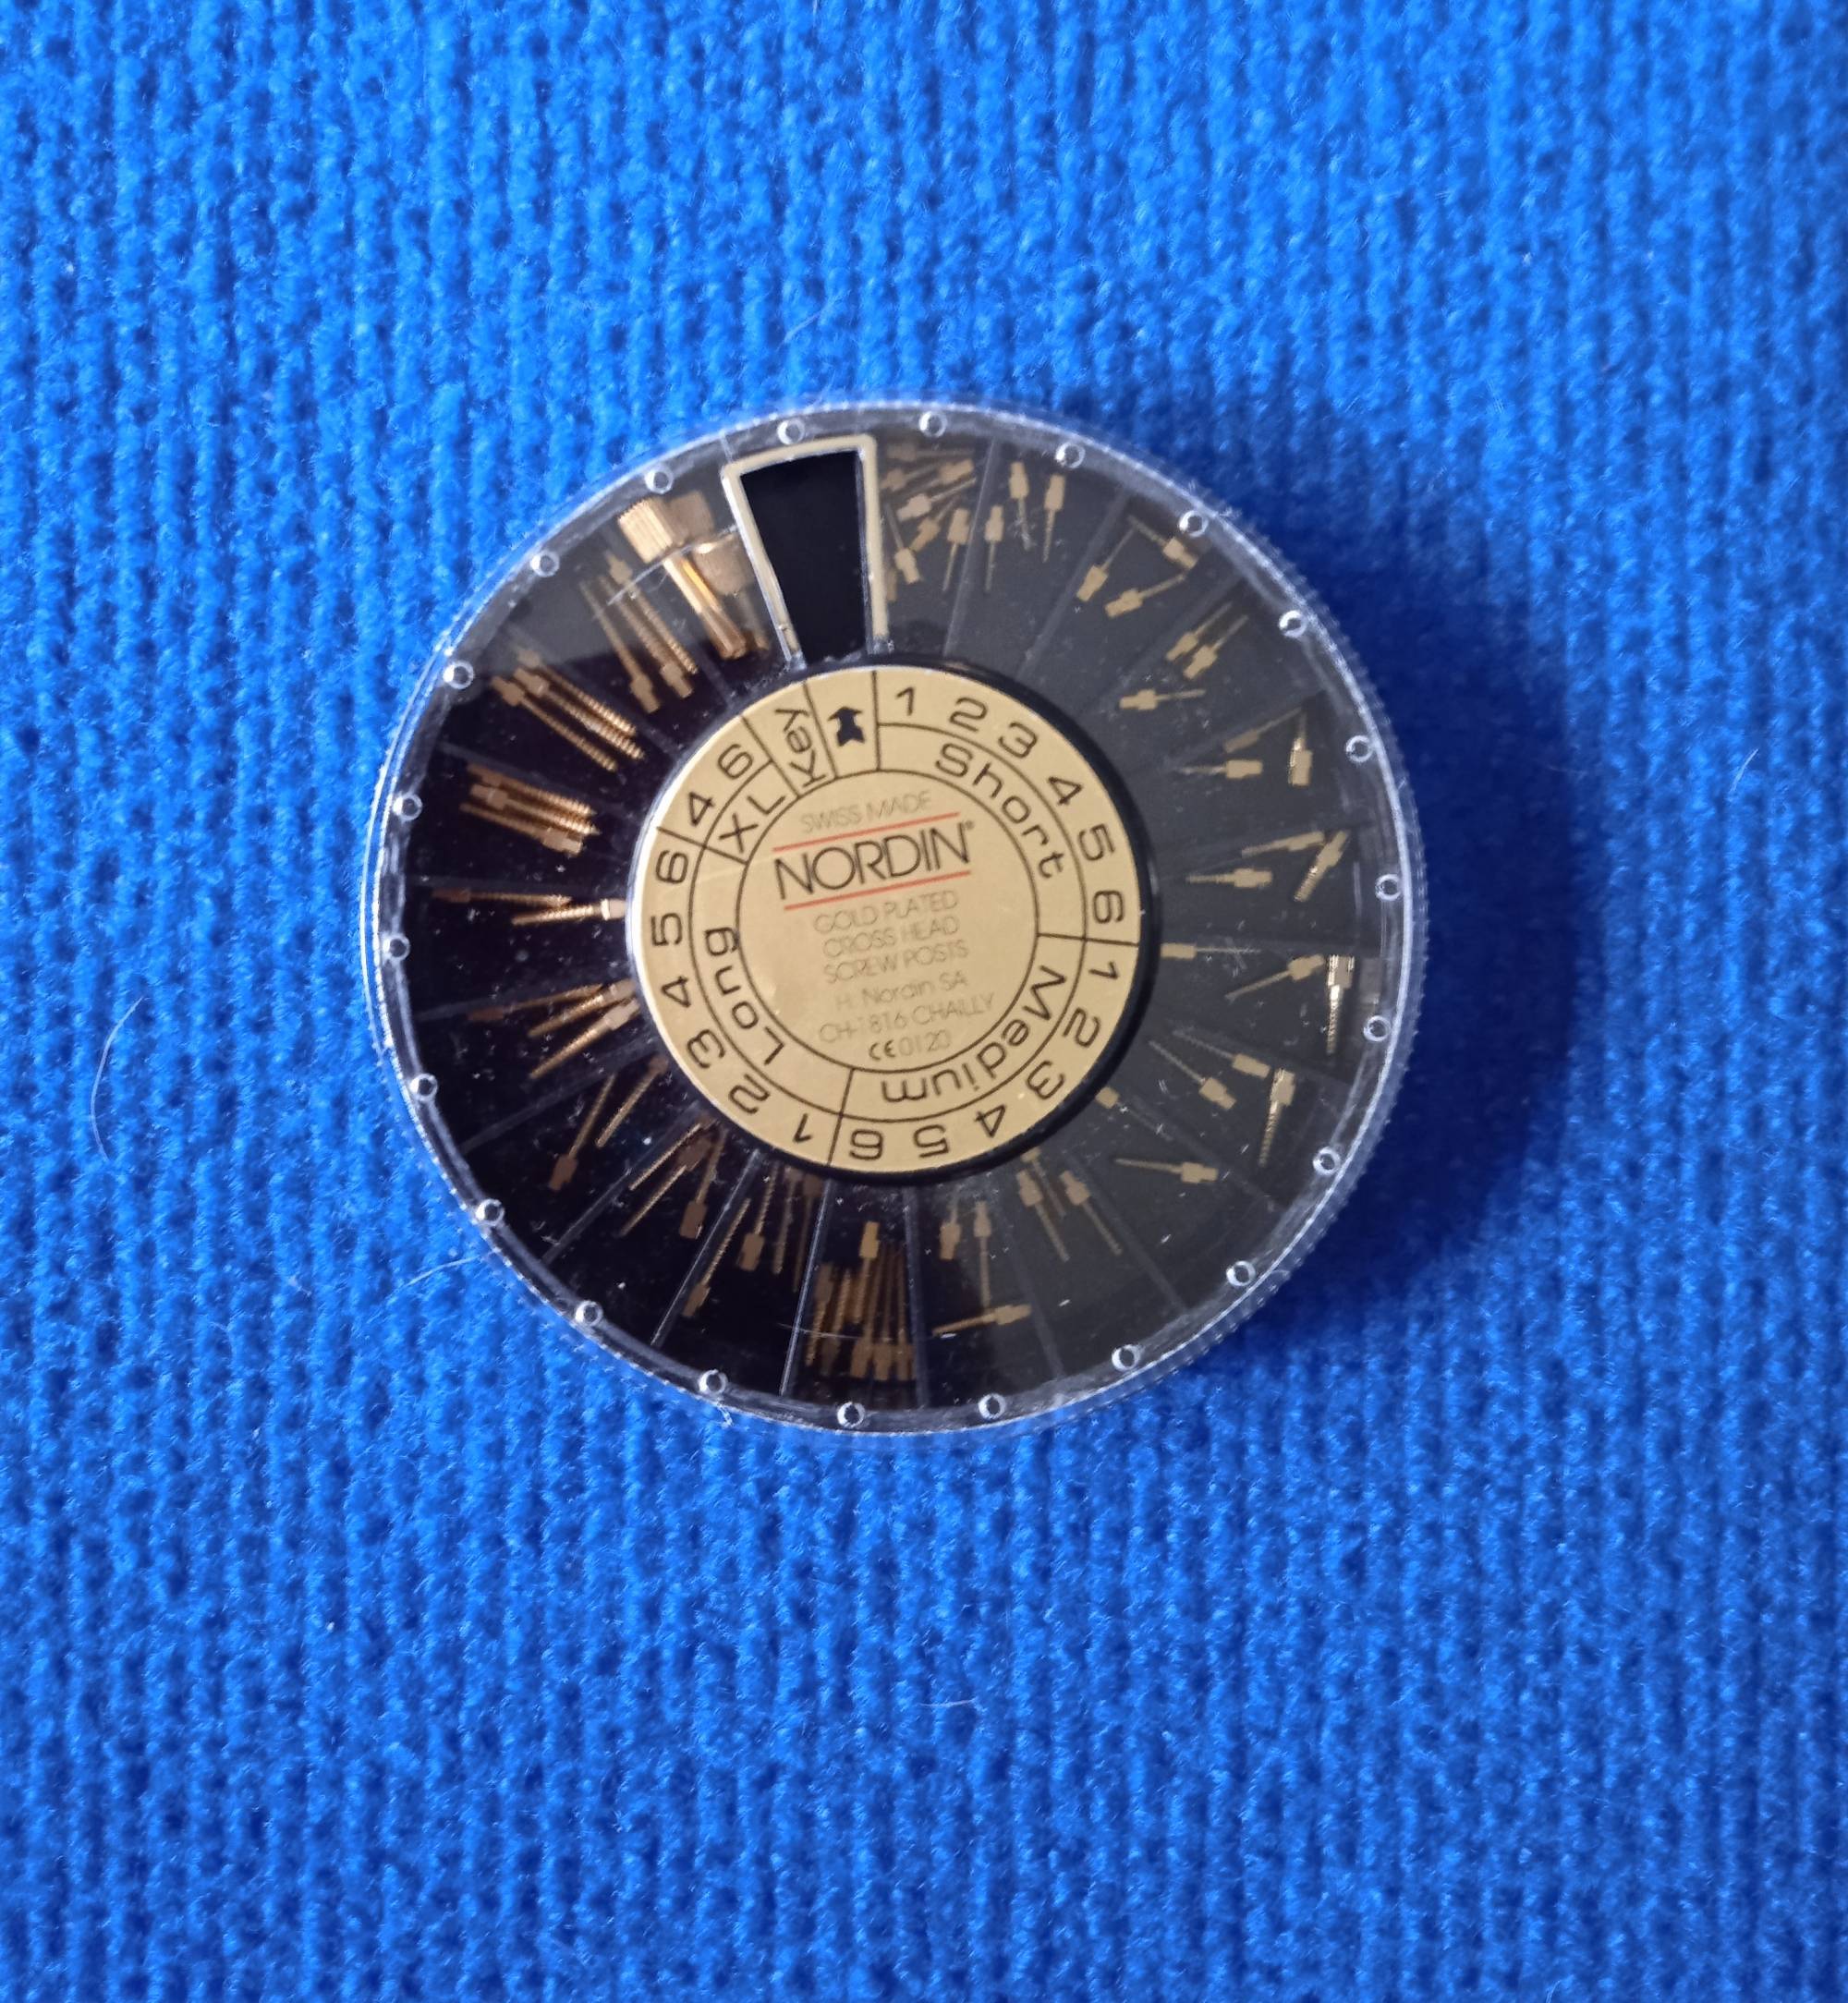 SWISS MADE
NORDIN®
GOLD PLATED
CROSS HEAD
SCREW POSTS
H. Nordin SA
CH-1816 CHAILLY
CE 0120
1 2 3 4 5 6
Short
1 2 3 4 5 6
Medium
1 2 3 4 5 6
Long
4 6
XL
Key